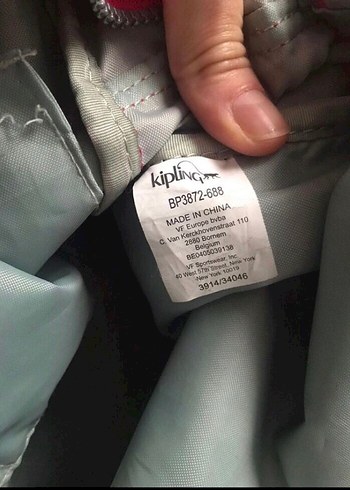 kipling
BP3872-688
MADE IN CHINA
VF Europe bvba
C. Van Kerckhovenstraat 110
2880 Bornem
Belgium
BE0405039138
VF Sportswear, Inc.
40 West 57th Street, New York
New York 10019
3914/34046